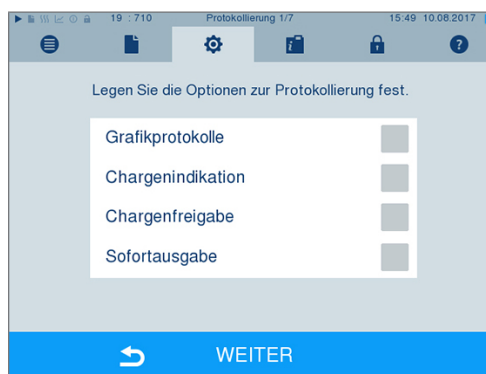 19 : 710 Protokollierung 1/7 15:49 10.08.2017
Legen Sie die Optionen zur Protokollierung fest.
Grafikprotokolle
Chargenindikation
Chargenfreigabe
Sofortausgabe
WEITER